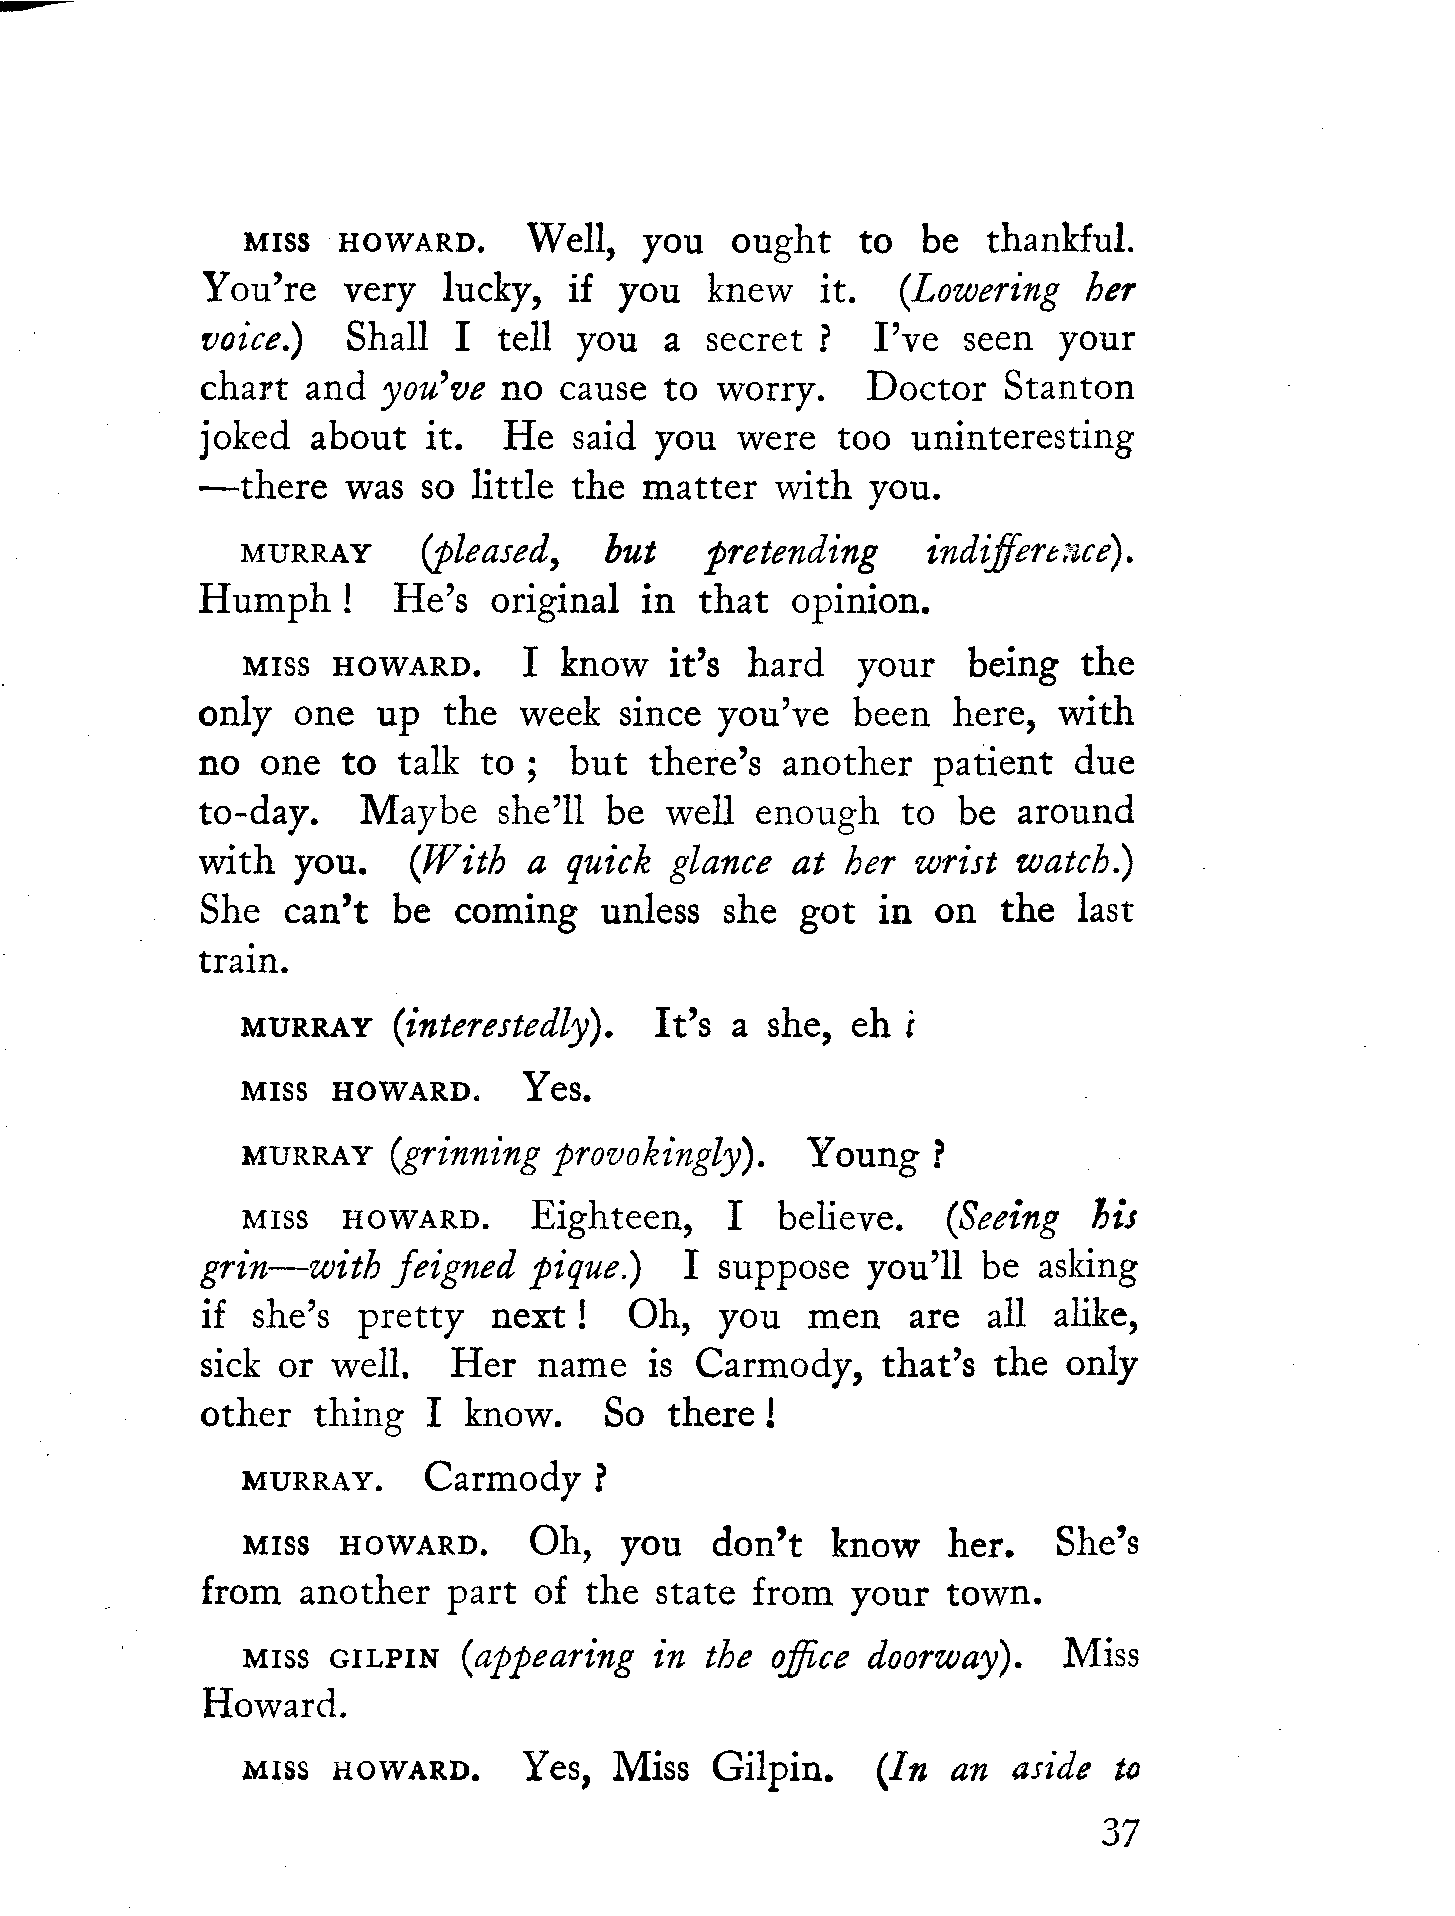 MISS HOWARD. Well, you ought to be thankful.
You're very lucky, if you knew it. (Lowering her
voice.) Shall I tell you a secret ? I've seen your
chart and you've no cause to worry. Doctor Stanton
joked about it. He said you were too uninteresting
—there was so little the matter with you.
MURRAY (pleased, but pretending indifference).
Humph ! He's original in that opinion.
MISS HOWARD. I know it's hard your being the
only one up the week since you've been here, with
no one to talk to ; but there's another patient due
to-day. Maybe she'll be well enough to be around
with you. (With a quick glance at her wrist watch.)
She can't be coming unless she got in on the last
train.
MURRAY (interestedly). It's a she, eh ?
MISS HOWARD. Yes.
MURRAY (grinning provokingly). Young ?
MISS HOWARD. Eighteen, I believe. (Seeing his
grin—with feigned pique.) I suppose you'll be asking
if she's pretty next ! Oh, you men are all alike,
sick or well. Her name is Carmody, that's the only
other thing I know. So there !
MURRAY. Carmody ?
MISS HOWARD. Oh, you don't know her. She's
from another part of the state from your town.
MISS GILPIN (appearing in the office doorway). Miss
Howard.
MISS HOWARD. Yes, Miss Gilpin. (In an aside to
37